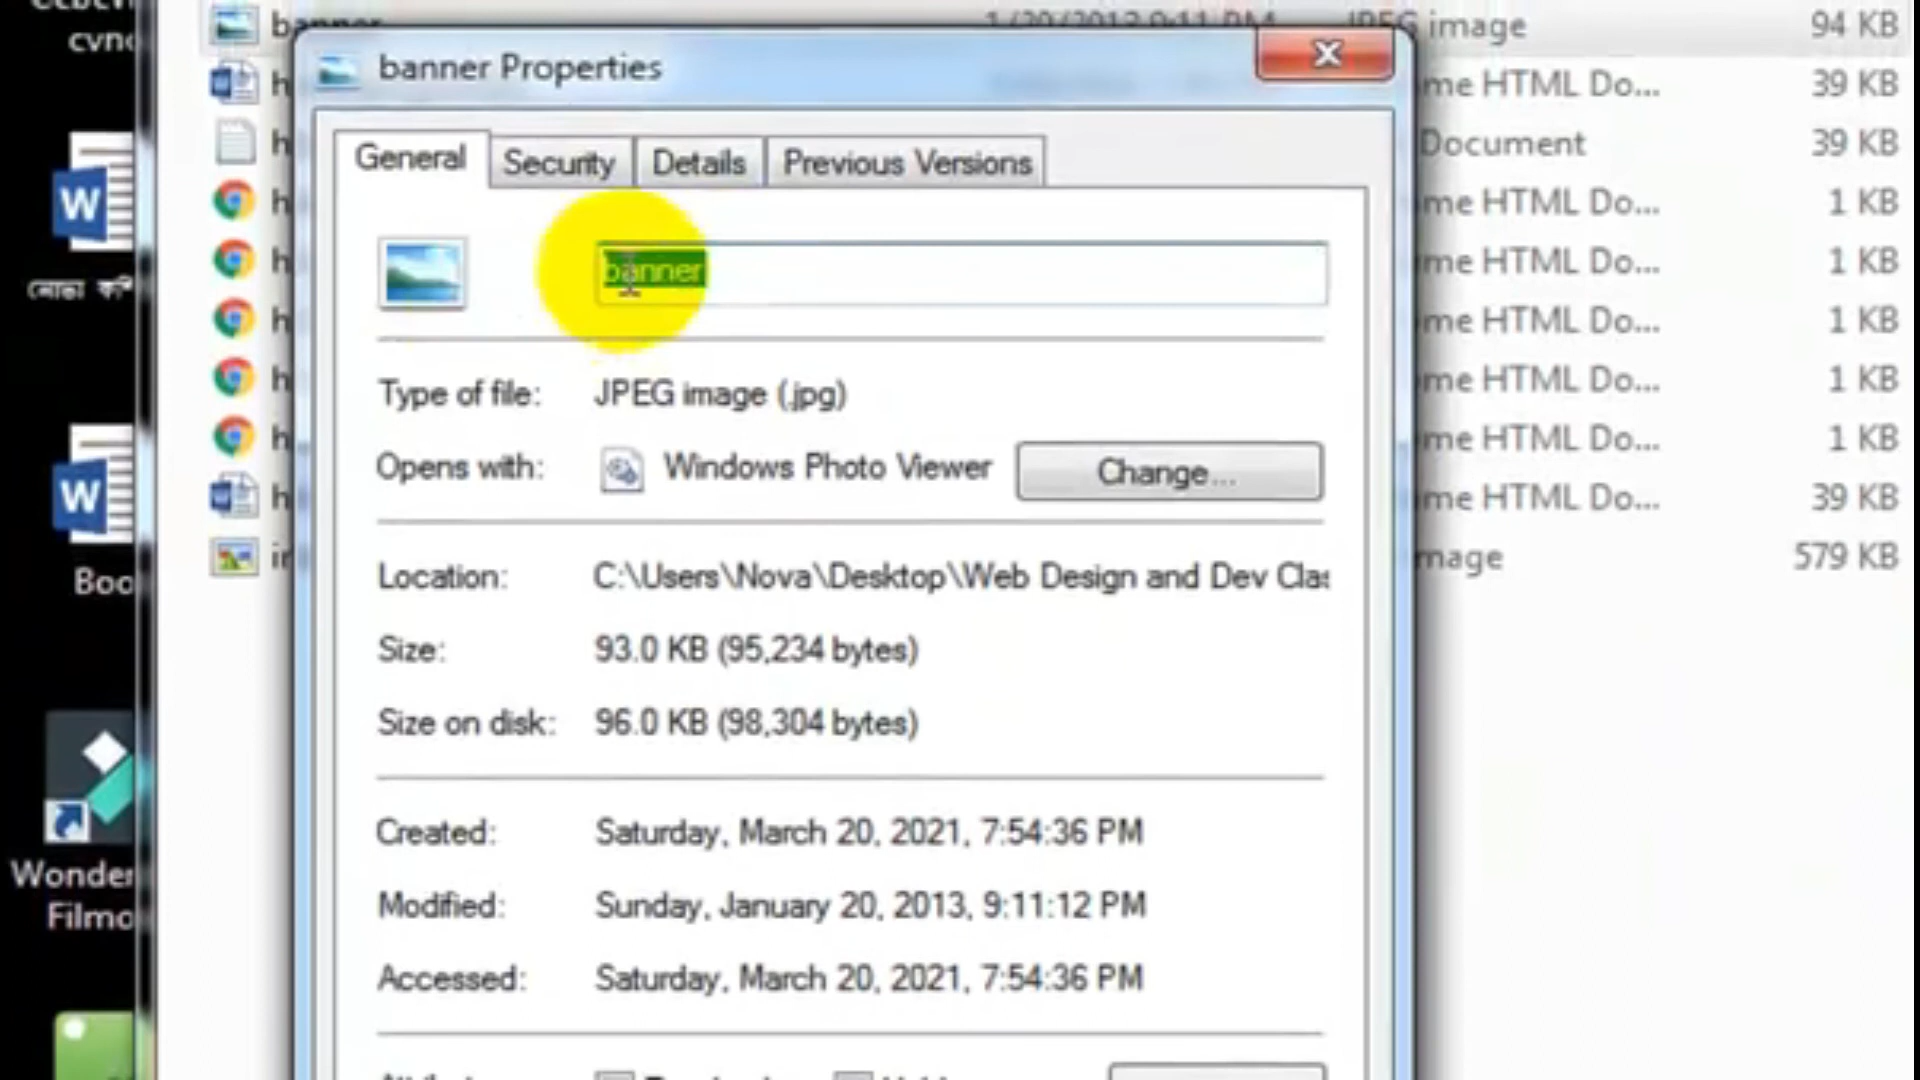 banner
image
94 KB
banner Properties
me HTML Do...
39 KB
General
Security
Details
Previous Versions
Document
39 KB
me HTML Do...
1 KB
banner
me HTML Do...
1 KB
me HTML Do...
1 KB
Type of file:
JPEG image (.jpg)
me HTML Do...
1 KB
me HTML Do...
1 KB
Opens with:
Windows Photo Viewer
Change...
me HTML Do...
39 KB
mage
579 KB
Location:
C:\Users\Nova\Desktop\Web Design and Dev Clas
Boo
Size:
93.0 KB (95,234 bytes)
Size on disk:
96.0 KB (98,304 bytes)
Created:
Saturday, March 20, 2021, 7:54:36 PM
Wonder
Filmo
Modified:
Sunday, January 20, 2013, 9:11:12 PM
Accessed:
Saturday, March 20, 2021, 7:54:36 PM